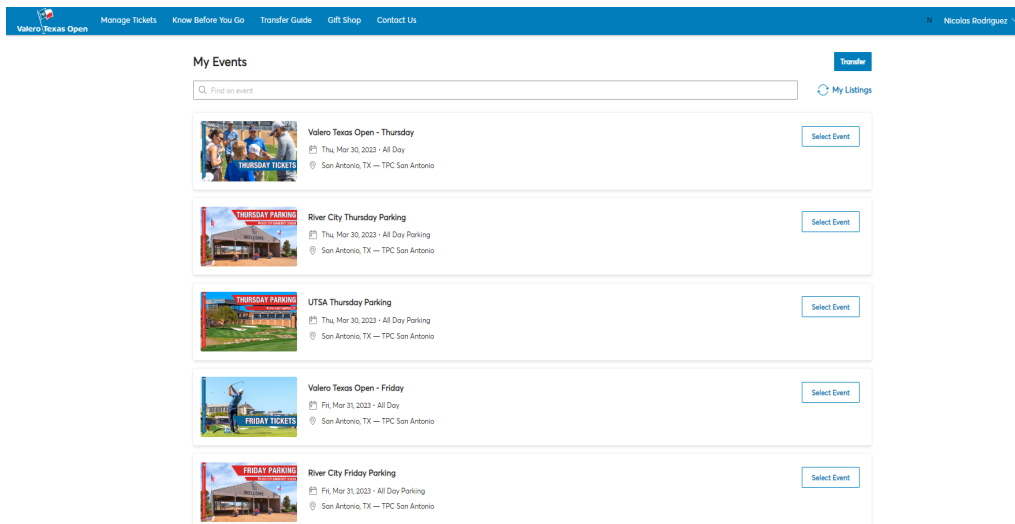 Valero Texas Open
Manage Tickets Know Before You Go Transfer Guide Gift Shop Contact Us
N Nicolas Rodriguez
My Events
Transfer
Find an event
My Listings
THURSDAY TICKETS
Valero Texas Open - Thursday
Thu, Mar 30, 2023 • All Day
San Antonio, TX — TPC San Antonio
Select Event
THURSDAY PARKING
WELCOME
River City Thursday Parking
Thu, Mar 30, 2023 • All Day Parking
San Antonio, TX — TPC San Antonio
Select Event
THURSDAY PARKING
UTSA Thursday Parking
Thu, Mar 30, 2023 • All Day Parking
San Antonio, TX — TPC San Antonio
Select Event
FRIDAY TICKETS
Valero Texas Open - Friday
Fri, Mar 31, 2023 • All Day
San Antonio, TX — TPC San Antonio
Select Event
FRIDAY PARKING
WELCOME
River City Friday Parking
Fri, Mar 31, 2023 • All Day Parking
San Antonio, TX — TPC San Antonio
Select Event